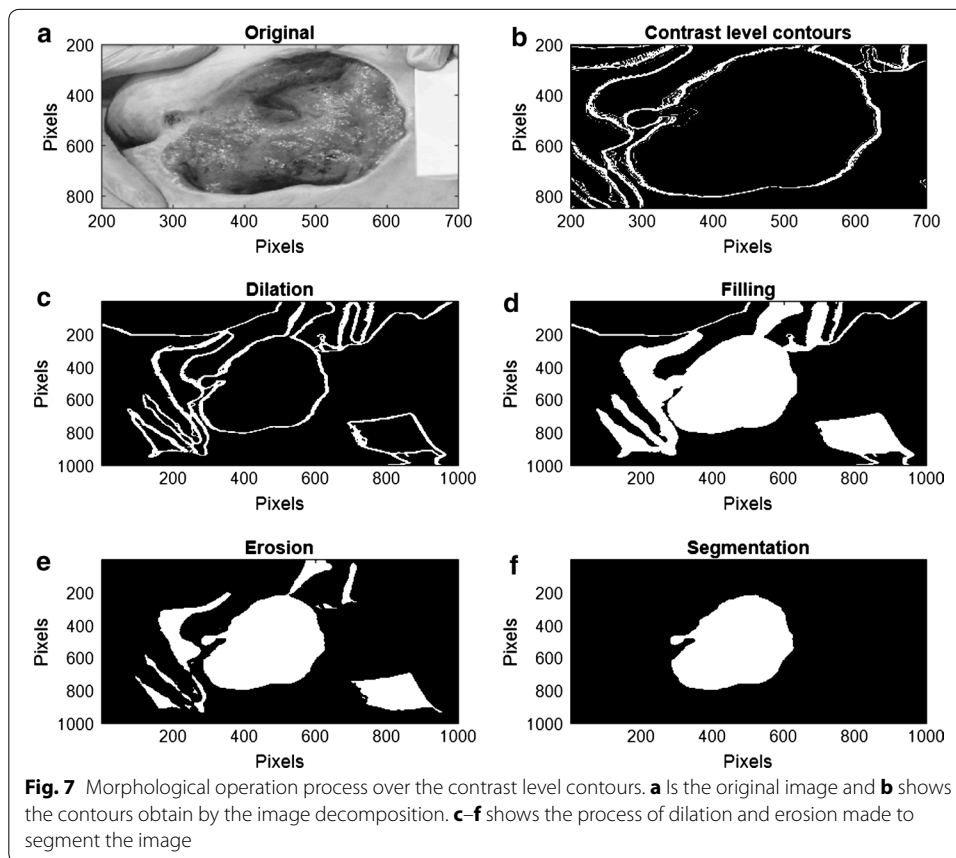 a
Original
200
400
600
800
Pixels
200 300 400 500 600 700
Pixels
b
Contrast level contours
200
400
600
800
Pixels
200 300 400 500 600 700
Pixels
c
Dilation
200
400
600
800
1000
Pixels
200 400 600 800 1000
Pixels
d
Filling
200
400
600
800
1000
Pixels
200 400 600 800 1000
Pixels
e
Erosion
200
400
600
800
1000
Pixels
200 400 600 800 1000
Pixels
f
Segmentation
200
400
600
800
1000
Pixels
200 400 600 800 1000
Pixels
Fig. 7 Morphological operation process over the contrast level contours. a Is the original image and b shows
the contours obtain by the image decomposition. c–f shows the process of dilation and erosion made to
segment the image